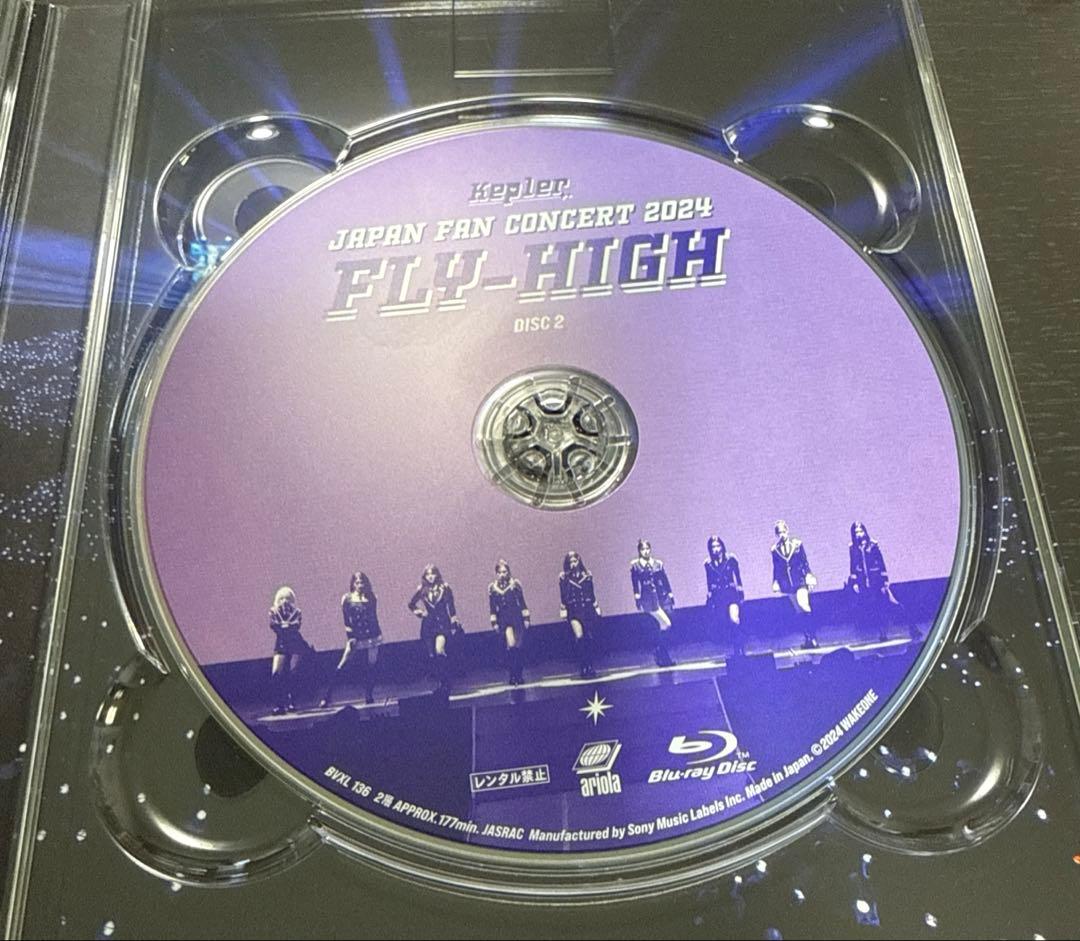 Kep1er
JAPAN FAN CONCERT 2024
FLY-HIGH
DISC 2
レンタル禁止
ariola
Blu-ray Disc TM
BVXL 136 2層 APPROX.177min. JASRAC Manufactured by Sony Music Labels Inc. Made in Japan. ©2024 WAKEONE